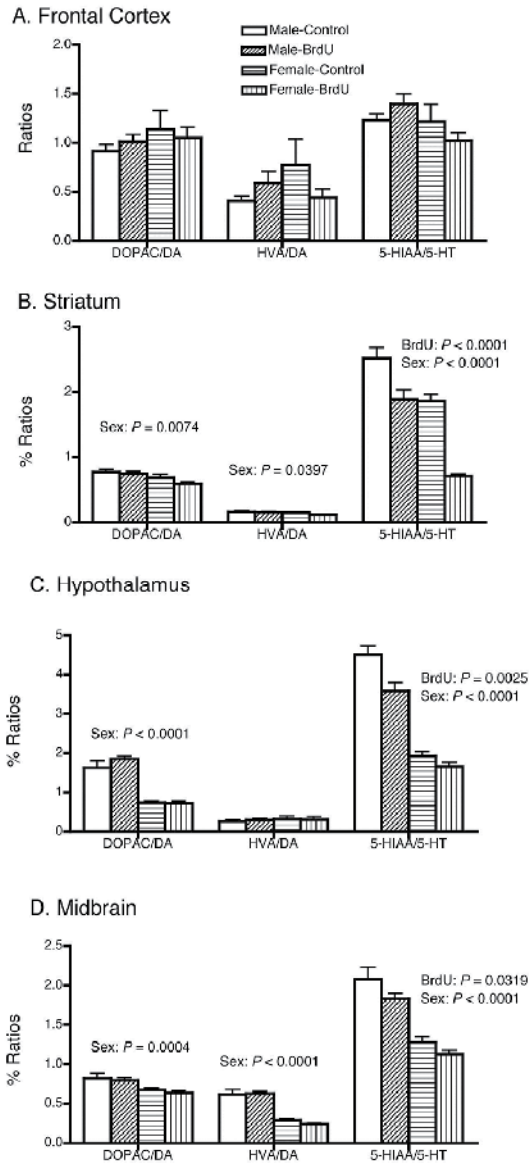 A. Frontal Cortex
Male-Control
Male-BrdU
Female-Control
Female-BrdU
2.0
1.5
1.0
0.5
0.0
Ratios
DOPAC/DA HVA/DA 5-HIAA/5-HT
B. Striatum
3
2
1
0
% Ratios
BrdU: P < 0.0001
Sex: P < 0.0001
Sex: P = 0.0074
Sex: P = 0.0397
DOPAC/DA HVA/DA 5-HIAA/5-HT
C. Hypothalamus
5
4
3
2
1
0
% Ratios
BrdU: P = 0.0025
Sex: P < 0.0001
Sex: P < 0.0001
DOPAC/DA HVA/DA 5-HIAA/5-HT
D. Midbrain
2.5
2.0
1.5
1.0
0.5
0.0
% Ratios
BrdU: P = 0.0319
Sex: P < 0.0001
Sex: P = 0.0004 Sex: P < 0.0001
DOPAC/DA HVA/DA 5-HIAA/5-HT